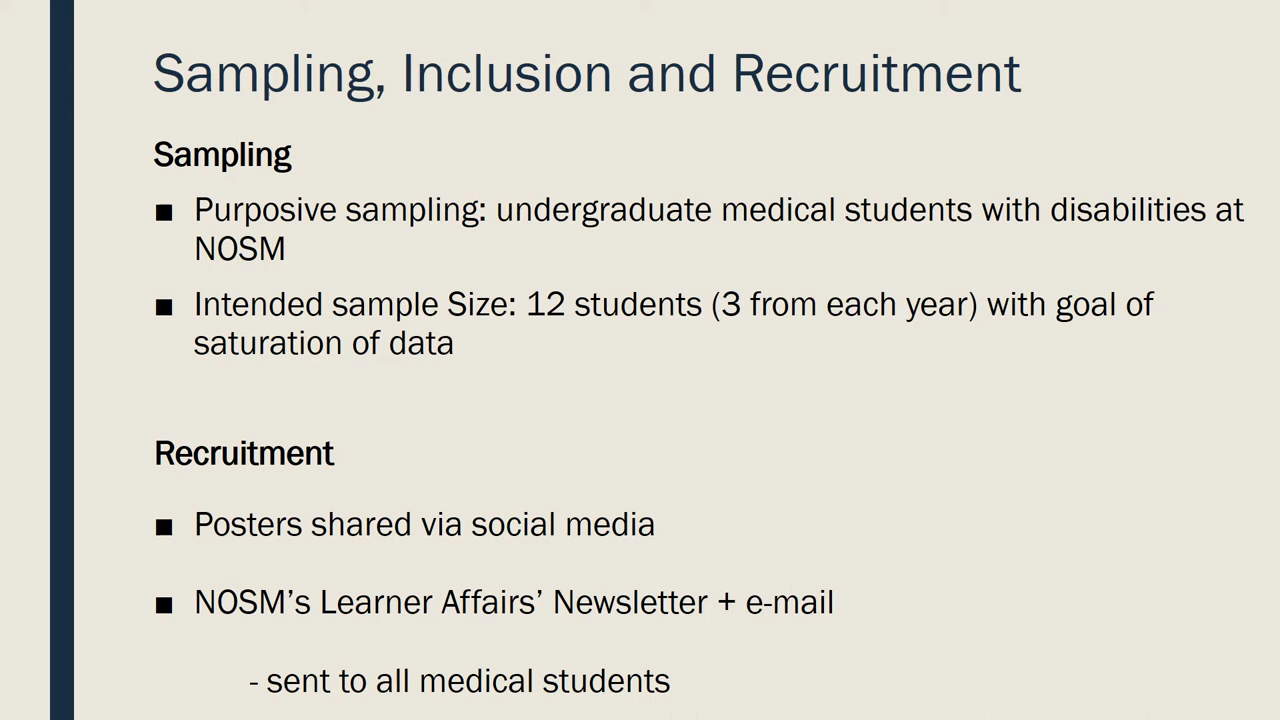 Sampling, Inclusion and Recruitment
Sampling
■ Purposive sampling: undergraduate medical students with disabilities at
NOSM
■ Intended sample Size: 12 students (3 from each year) with goal of
saturation of data
Recruitment
■ Posters shared via social media
■ NOSM’s Learner Affairs’ Newsletter + e-mail
- sent to all medical students